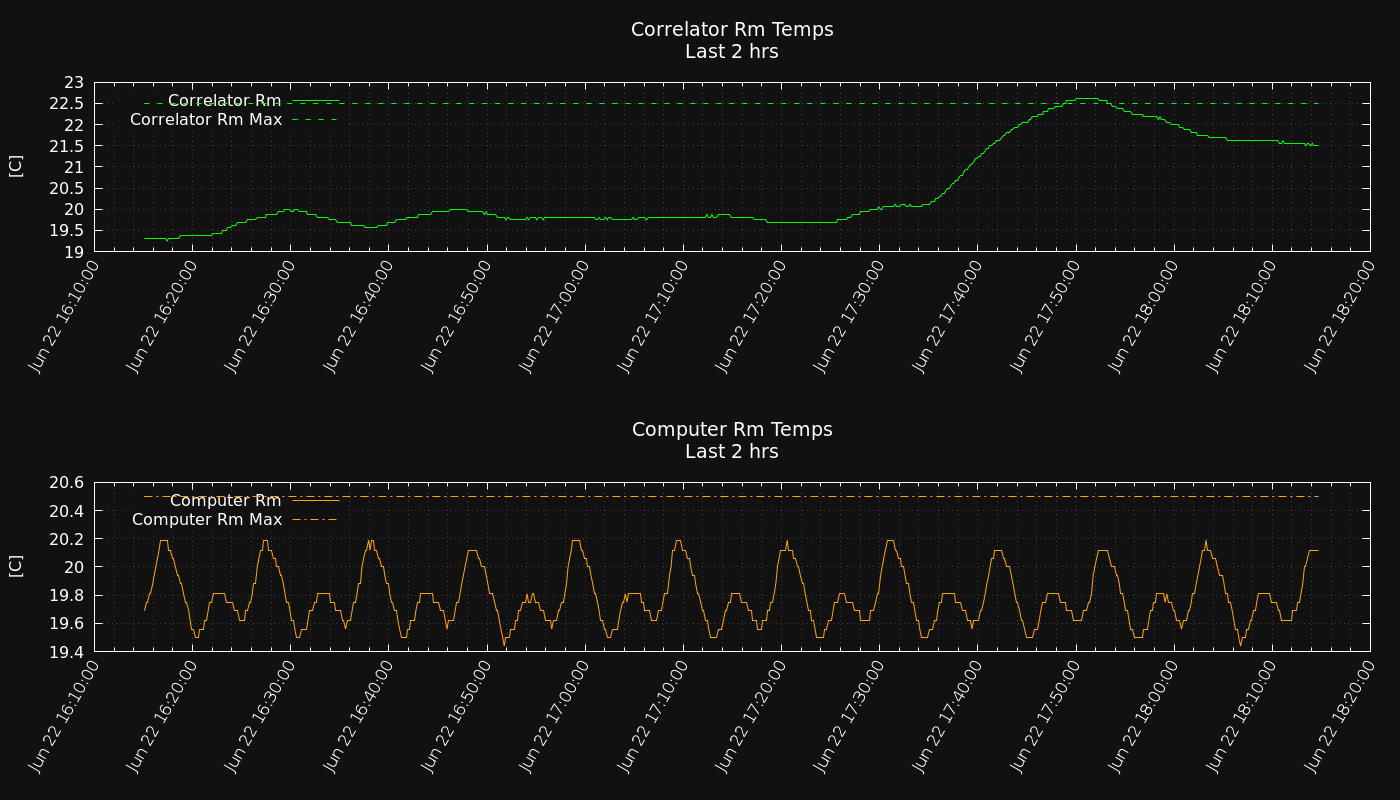 Correlator Rm Temps
Last 2 hrs
23
22.5
22
21.5
21
20.5
20
19.5
19
[C]
Correlator Rm
Correlator Rm Max
Jun 22 16:10:00
Jun 22 16:20:00
Jun 22 16:30:00
Jun 22 16:40:00
Jun 22 16:50:00
Jun 22 17:00:00
Jun 22 17:10:00
Jun 22 17:20:00
Jun 22 17:30:00
Jun 22 17:40:00
Jun 22 17:50:00
Jun 22 18:00:00
Jun 22 18:10:00
Jun 22 18:20:00
Computer Rm Temps
Last 2 hrs
20.6
20.4
20.2
20
19.8
19.6
19.4
[C]
Computer Rm
Computer Rm Max
Jun 22 16:10:00
Jun 22 16:20:00
Jun 22 16:30:00
Jun 22 16:40:00
Jun 22 16:50:00
Jun 22 17:00:00
Jun 22 17:10:00
Jun 22 17:20:00
Jun 22 17:30:00
Jun 22 17:40:00
Jun 22 17:50:00
Jun 22 18:00:00
Jun 22 18:10:00
Jun 22 18:20:00